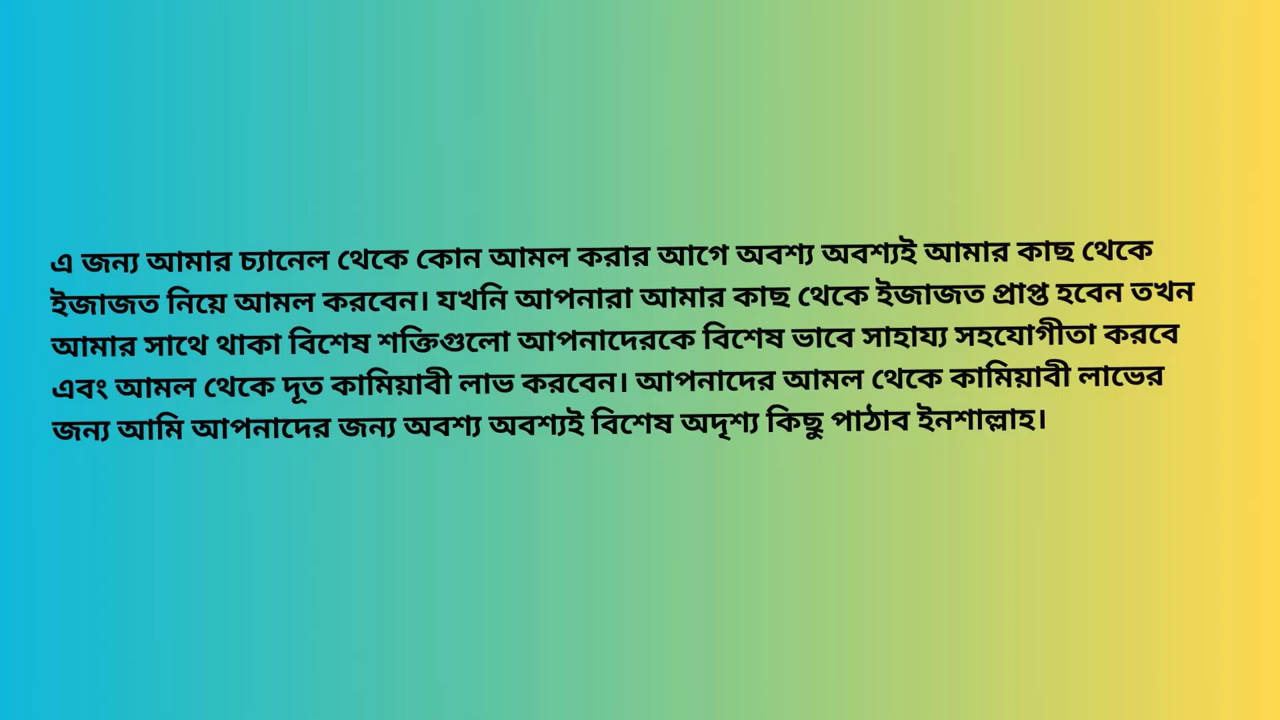 এ জন্য আমার চ্যানেল থেকে কোন আমল করার আগে অবশ্য অবশ্যই আমার কাছ থেকে
ইজাজত নিয়ে আমল করবেন। যখনি আপনারা আমার কাছ থেকে ইজাজত প্রাপ্ত হবেন তখন
আমার সাথে থাকা বিশেষ শক্তিগুলো আপনাদেরকে বিশেষ ভাবে সাহায্য সহযোগীতা করবে
এবং আমল থেকে দূত কামিয়াবী লাভ করবেন। আপনাদের আমল থেকে কামিয়াবী লাভের
জন্য আমি আপনাদের জন্য অবশ্য অবশ্যই বিশেষ অদৃশ্য কিছু পাঠাব ইনশাল্লাহ।